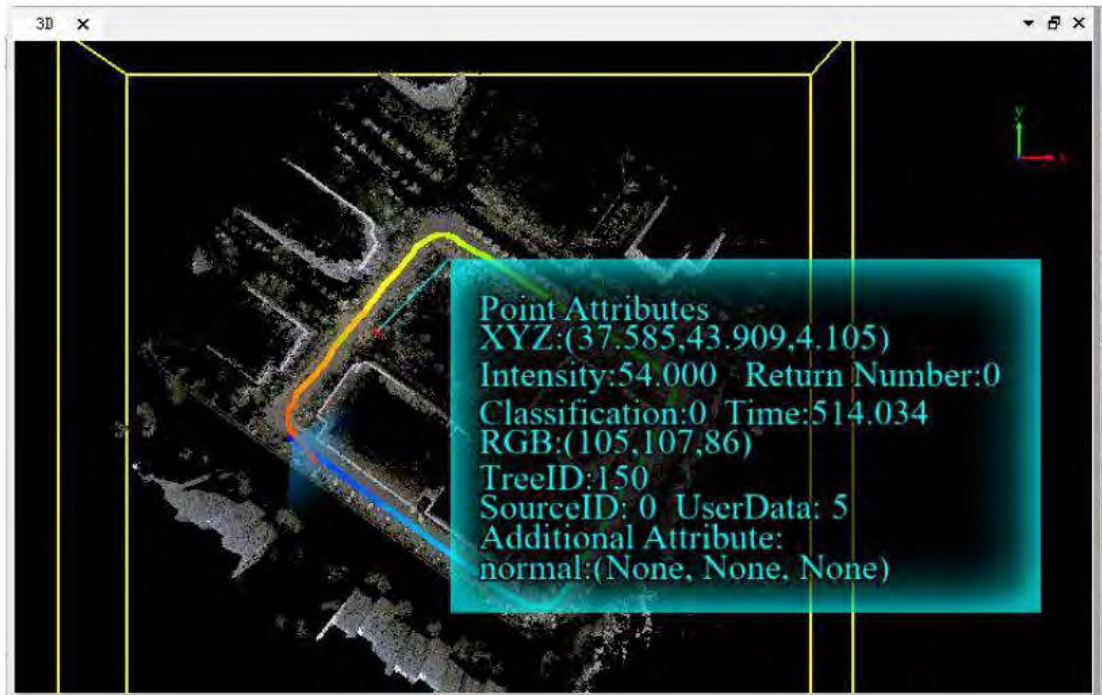 3D
Y
X
Point Attributes
XYZ:(37.585,43.909,4.105)
Intensity:54.000 Return Number:0
Classification:0 Time:514.034
RGB:(105,107,86)
TreeID:150
SourceID: 0 UserData: 5
Additional Attribute:
normal:(None, None, None)